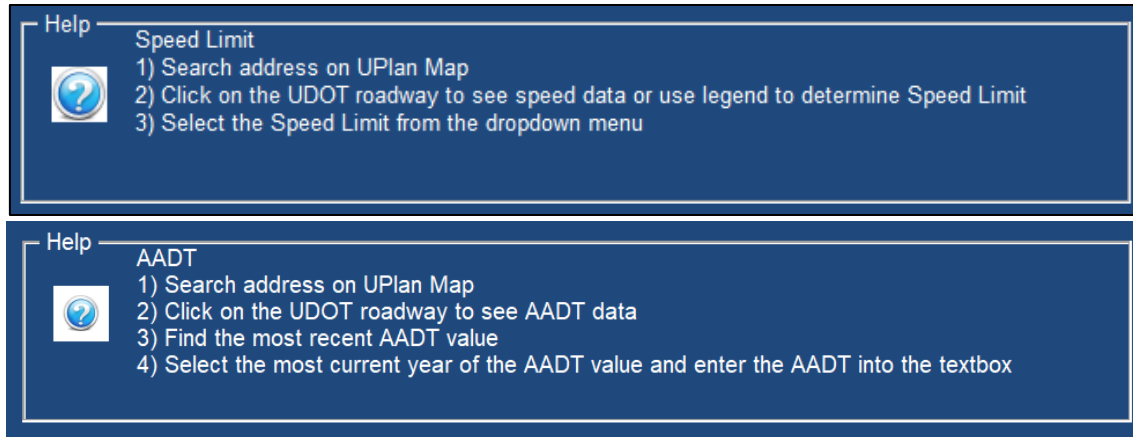 Help
Speed Limit
1) Search address on UPlan Map
2) Click on the UDOT roadway to see speed data or use legend to determine Speed Limit
3) Select the Speed Limit from the dropdown menu
Help
AADT
1) Search address on UPlan Map
2) Click on the UDOT roadway to see AADT data
3) Find the most recent AADT value
4) Select the most current year of the AADT value and enter the AADT into the textbox